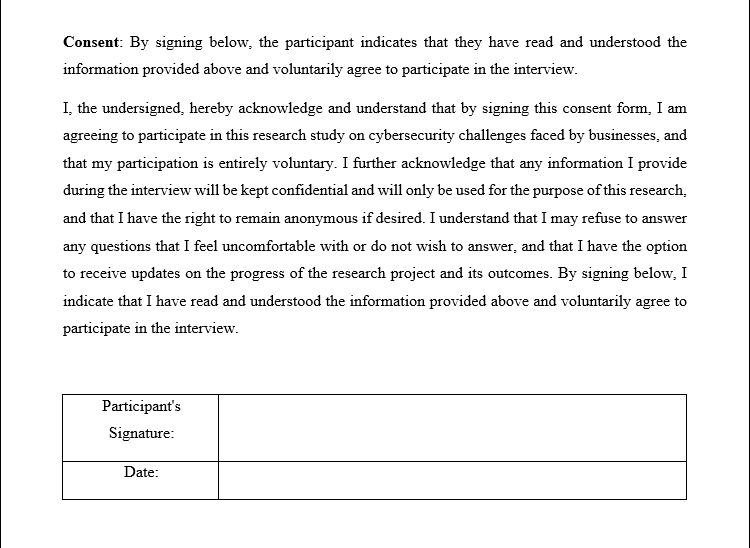 Consent: By signing below, the participant indicates that they have read and understood the
information provided above and voluntarily agree to participate in the interview.
I, the undersigned, hereby acknowledge and understand that by signing this consent form, I am
agreeing to participate in this research study on cybersecurity challenges faced by businesses, and
that my participation is entirely voluntary. I further acknowledge that any information I provide
during the interview will be kept confidential and will only be used for the purpose of this research,
and that I have the right to remain anonymous if desired. I understand that I may refuse to answer
any questions that I feel uncomfortable with or do not wish to answer, and that I have the option
to receive updates on the progress of the research project and its outcomes. By signing below, I
indicate that I have read and understood the information provided above and voluntarily agree to
participate in the interview.
Participant's
Signature:
Date: